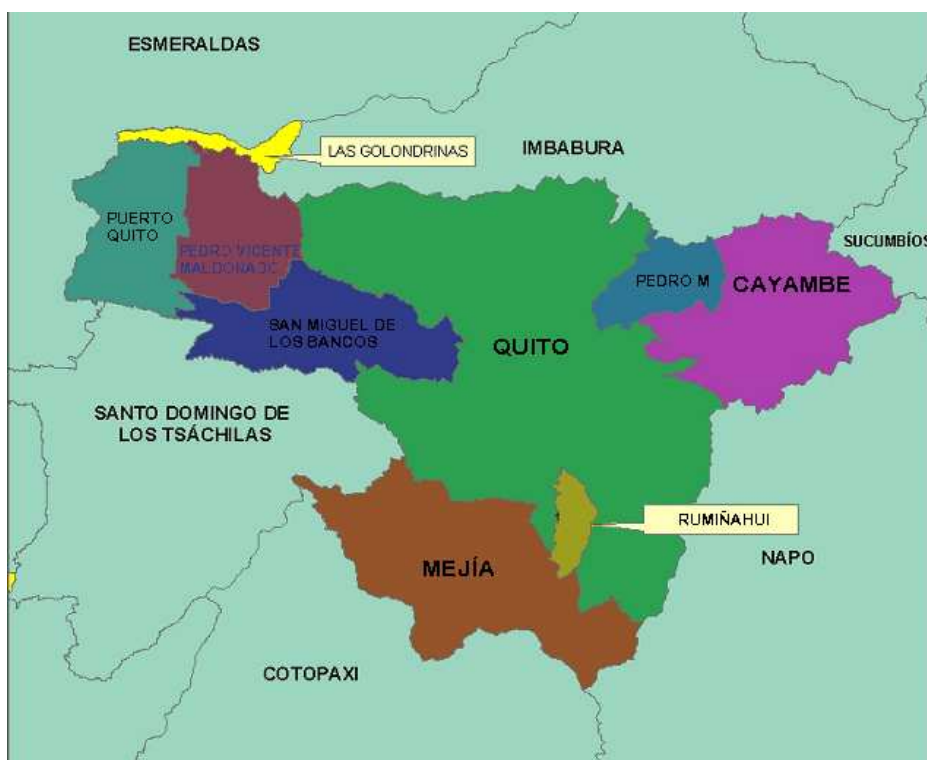 ESMERALDAS
LAS GOLONDRINAS
IMBABURA
PUERTO
QUITO
PEDRO VICENTE
MALDONADO
SUCUMBÍOS
PEDRO M
CAYAMBE
SAN MIGUEL DE
LOS BANCOS
QUITO
SANTO DOMINGO DE
LOS TSÁCHILAS
RUMIÑAHUI
MEJÍA
NAPO
COTOPAXI